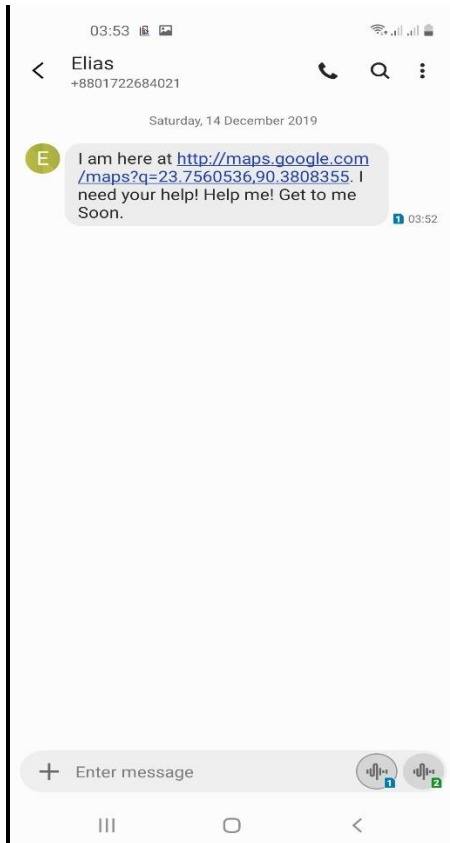 03:53
Elias
+8801722684021
Saturday, 14 December 2019
E
I am here at http://maps.google.com
/maps?q=23.7560536,90.3808355. I
need your help! Help me! Get to me
Soon.
1 03:52
Enter message
1 2